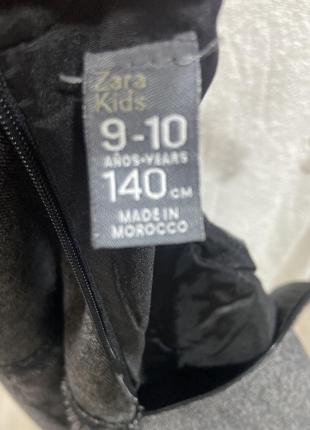 Zara
Kids
9-10
AÑOS-YEARS
140 CM
MADE IN
MOROCCO